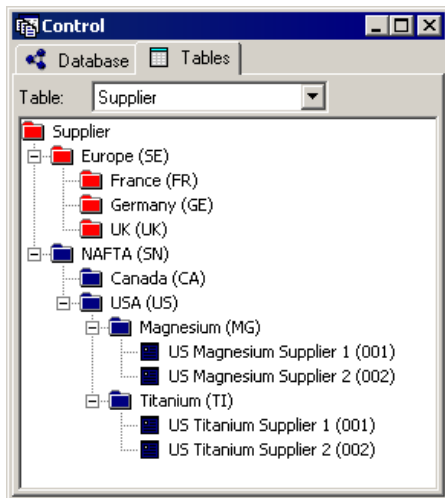 Control
Database Tables
Table: Supplier
Supplier
Europe (SE)
France (FR)
Germany (GE)
UK (UK)
NAFTA (SN)
Canada (CA)
USA (US)
Magnesium (MG)
US Magnesium Supplier 1 (001)
US Magnesium Supplier 2 (002)
Titanium (TI)
US Titanium Supplier 1 (001)
US Titanium Supplier 2 (002)